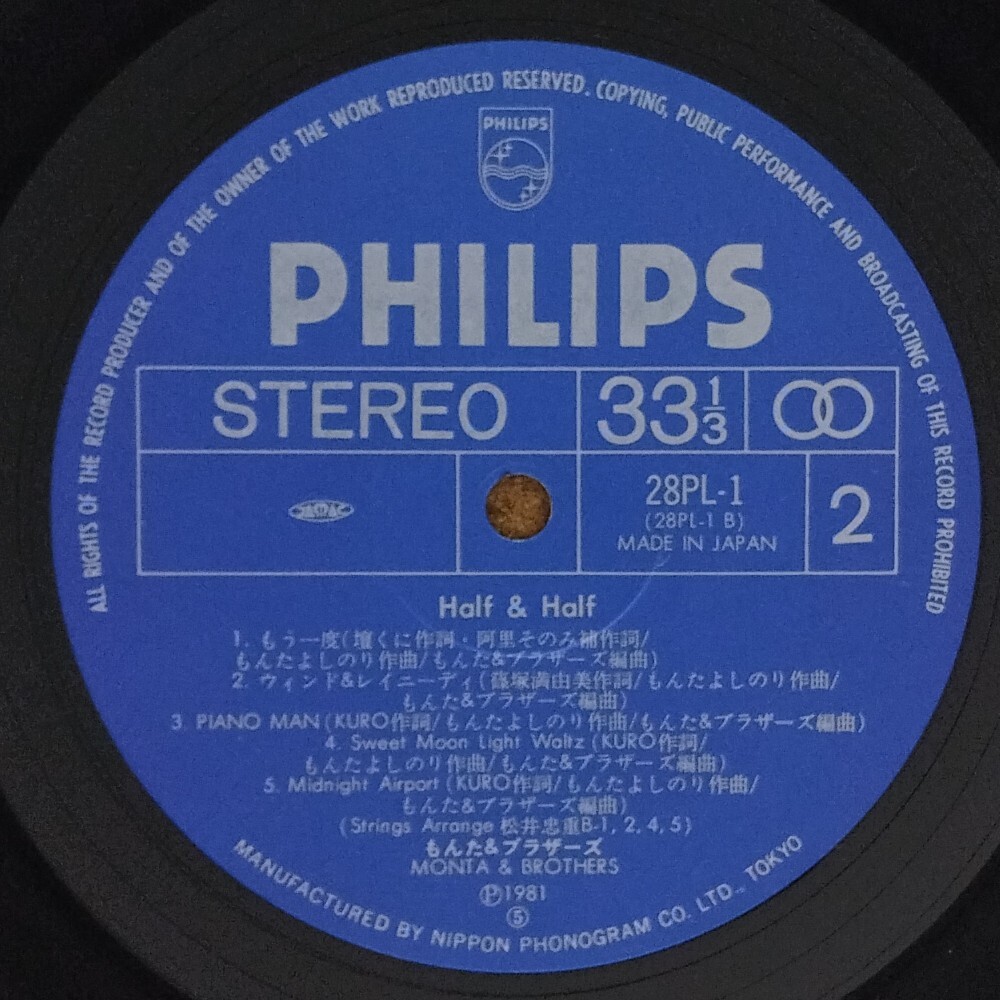 ALL RIGHTS OF THE RECORD PRODUCER AND OF THE OWNER OF THE WORK REPRODUCED RESERVED. COPYING, PUBLIC PERFORMANCE AND BROADCASTING OF THIS RECORD PROHIBITED
PHILIPS
PHILIPS
STEREO
33 1/3
JASRAC
28PL-1
(28PL-1 B)
MADE IN JAPAN
2
Half & Half
1. もう一度(壇くに作詞・阿里そのみ補作詞/
もんたよしのり作曲/もんた&ブラザーズ編曲)
2. ウィンド&レイニーディ(篠塚満由美作詞/もんたよしのり作曲/
もんた&ブラザーズ編曲)
3. PIANO MAN(KURO作詞/もんたよしのり作曲/もんた&ブラザーズ編曲)
4. Sweet Moon Light Waltz(KURO作詞/
もんたよしのり作曲/もんた&ブラザーズ編曲)
5. Midnight Airport(KURO作詞/もんたよしのり作曲/
もんた&ブラザーズ編曲)
(Strings Arrange 松井忠重B-1, 2, 4, 5)
もんた&ブラザーズ
MONTA & BROTHERS
Ⓟ1981
⑤
MANUFACTURED BY NIPPON PHONOGRAM CO. LTD., TOKYO